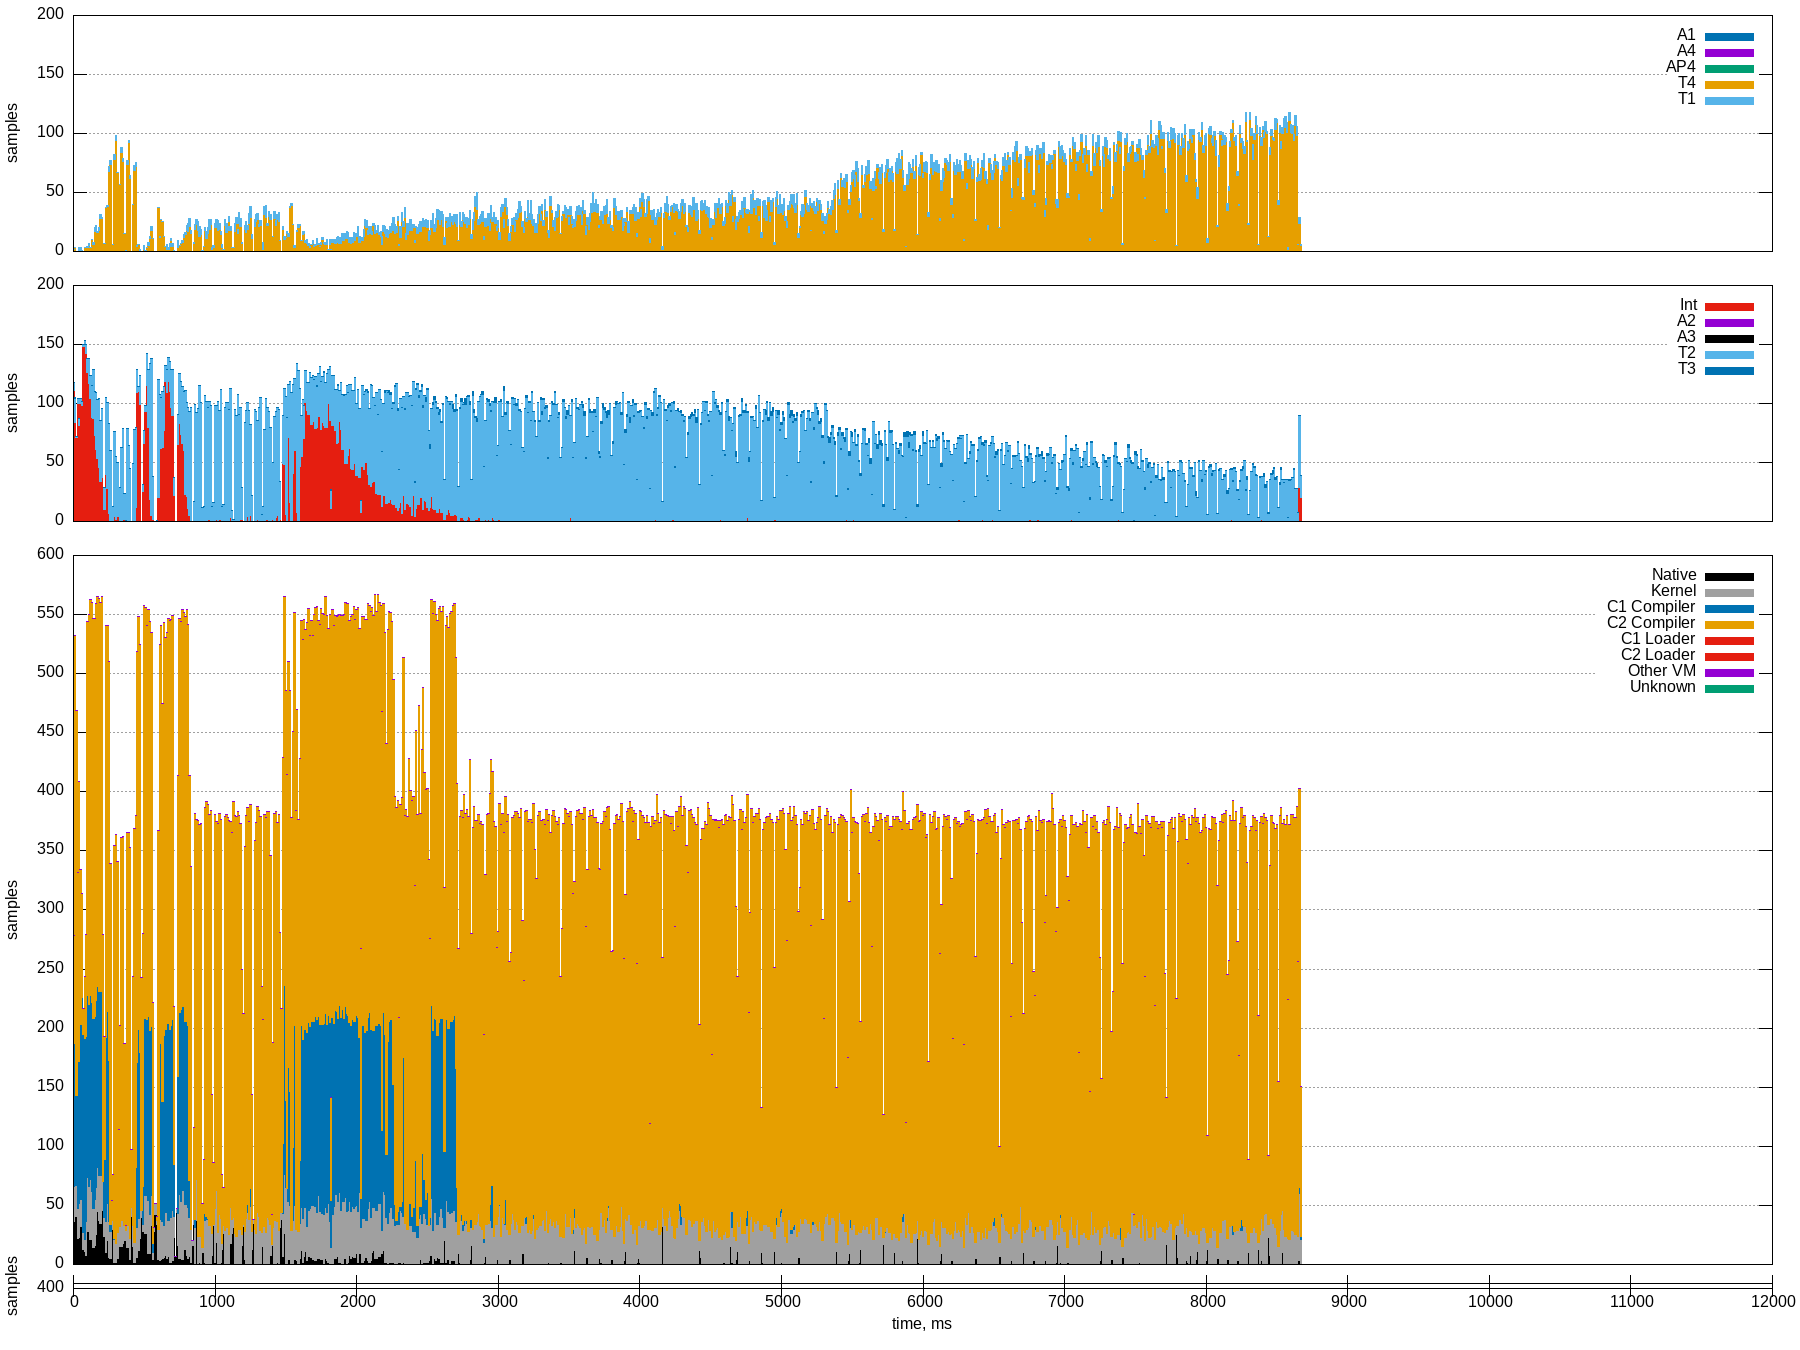 200
150
100
50
0
samples
A1
A4
AP4
T4
T1
200
150
100
50
0
samples
Int
A2
A3
T2
T3
600
550
500
450
400
350
300
250
200
150
100
50
0
samples
Native
Kernel
C1 Compiler
C2 Compiler
C1 Loader
C2 Loader
Other VM
Unknown
400
samples
0 1000 2000 3000 4000 5000 6000 7000 8000 9000 10000 11000 12000
time, ms